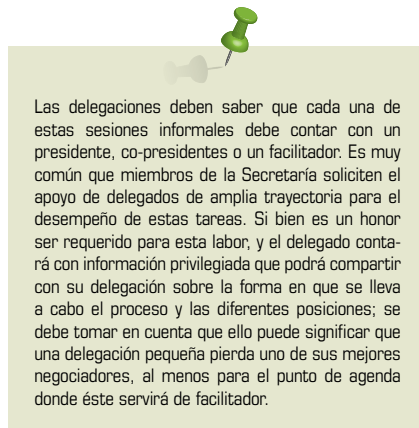 Las delegaciones deben saber que cada una de
estas sesiones informales debe contar con un
presidente, co-presidentes o un facilitador. Es muy
común que miembros de la Secretaría soliciten el
apoyo de delegados de amplia trayectoria para el
desempeño de estas tareas. Si bien es un honor
ser requerido para esta labor, y el delegado conta-
rá con información privilegiada que podrá compartir
con su delegación sobre la forma en que se lleva
a cabo el proceso y las diferentes posiciones; se
debe tomar en cuenta que ello puede significar que
una delegación pequeña pierda uno de sus mejores
negociadores, al menos para el punto de agenda
donde éste servirá de facilitador.